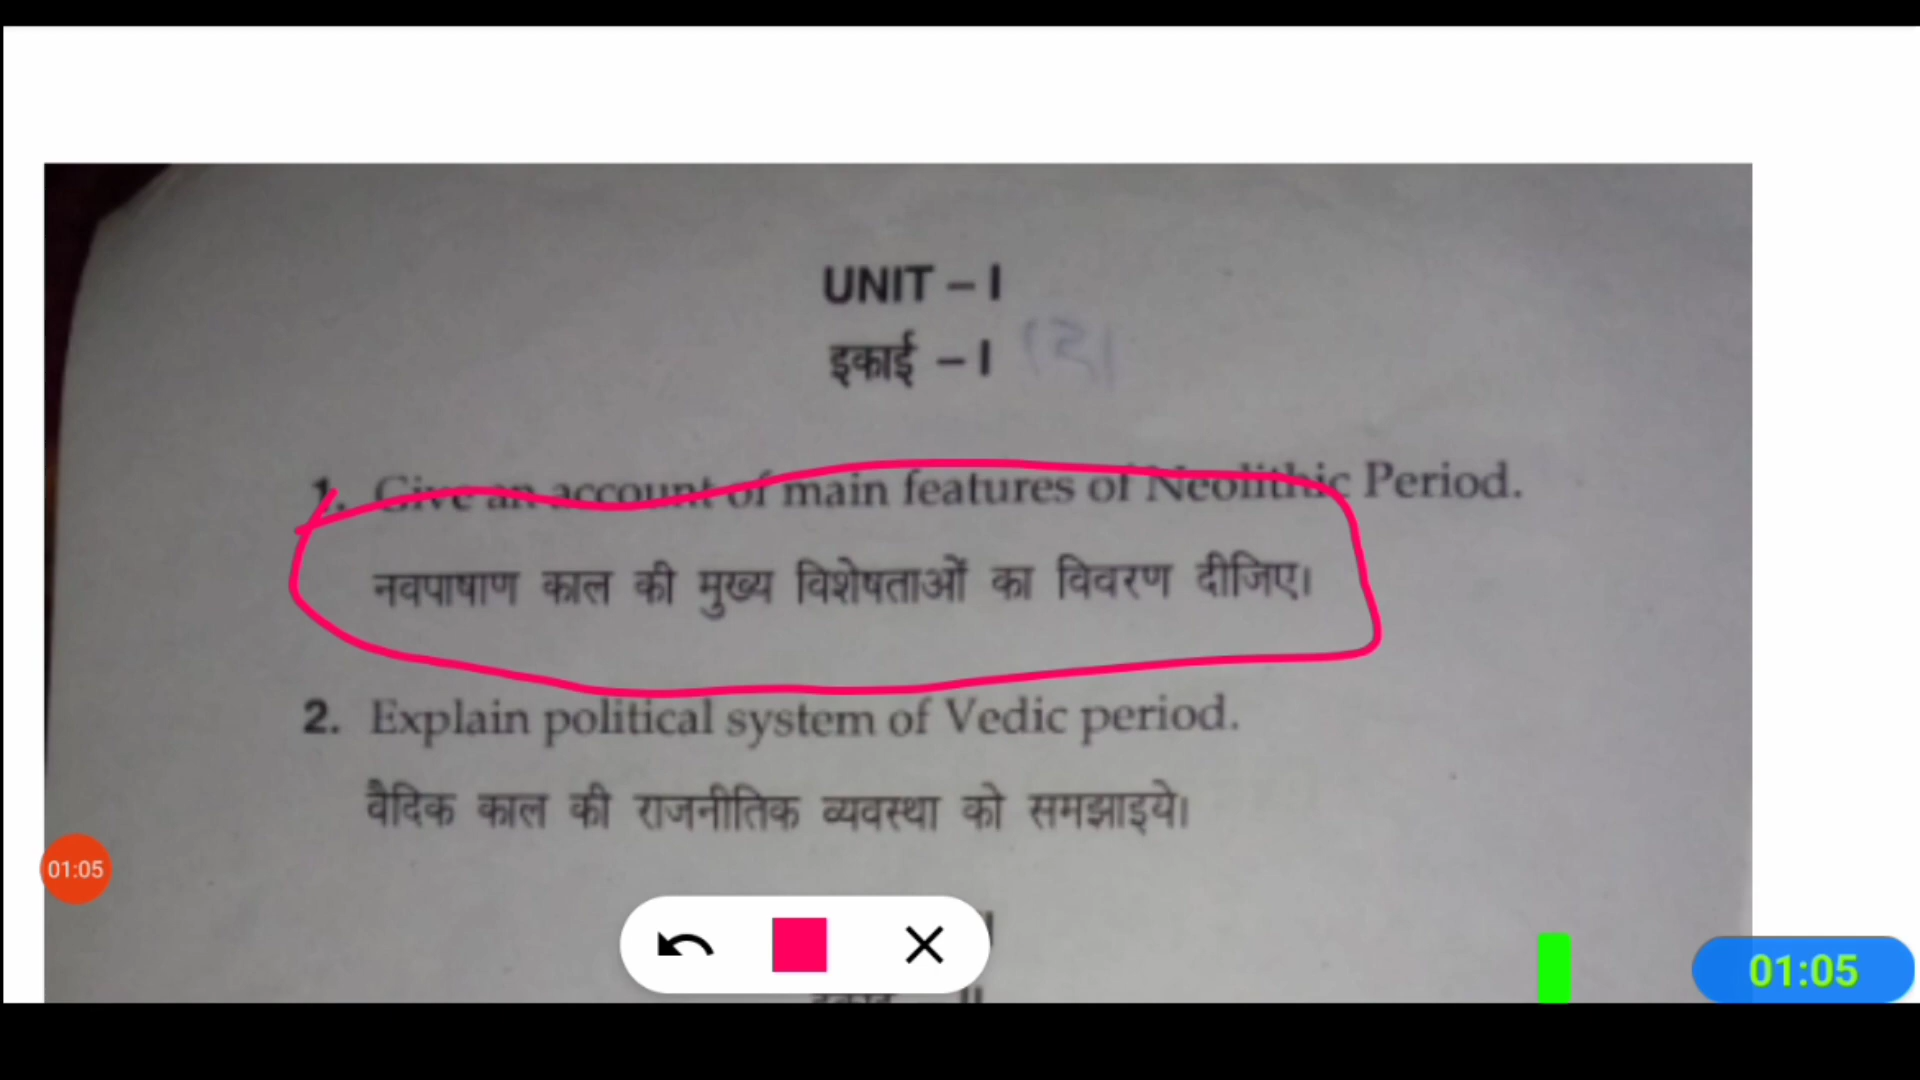 UNIT – I
इकाई – I
1. Give an account of main features of Neolithic Period.
नवपाषाण काल की मुख्य विशेषताओं का विवरण दीजिए।
2. Explain political system of Vedic period.
वैदिक काल की राजनीतिक व्यवस्था को समझाइये।
01:05
01:05